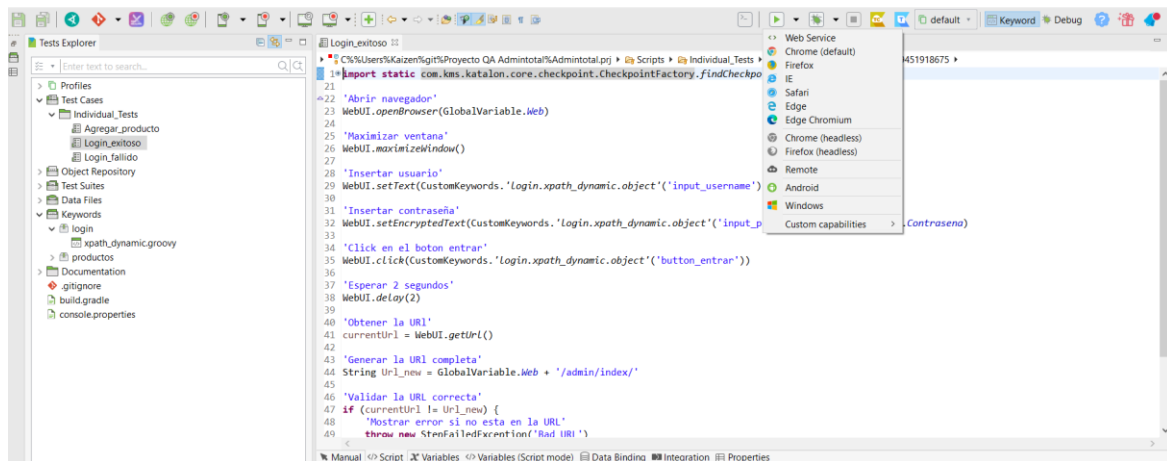 default
Keyword
Debug
Tests Explorer
Enter text to search...
Profiles
Test Cases
Individual_Tests
Agregar_producto
Login_exitoso
Login_fallido
Object Repository
Test Suites
Data Files
Keywords
login
xpath_dynamic.groovy
productos
Documentation
.gitignore
build.gradle
console.properties
Login_exitoso
C%%Users%Kaizen%git%Proyecto QA Admintotal%Admintotal.prj
Scripts
Individual_Tests
451918675
1 import static com.kms.katalon.core.checkpoint.CheckpointFactory.findCheckpo
21
22 'Abrir navegador'
23 WebUI.openBrowser(GlobalVariable.Web)
24
25 'Maximizar ventana'
26 WebUI.maximizeWindow()
27
28 'Insertar usuario'
29 WebUI.setText(CustomKeywords.'login.xpath_dynamic.object'('input_username')
30
31 'Insertar contraseña'
32 WebUI.setEncryptedText(CustomKeywords.'login.xpath_dynamic.object'('input_p .Contrasena)
33
34 'Click en el boton entrar'
35 WebUI.click(CustomKeywords.'login.xpath_dynamic.object'('button_entrar'))
36
37 'Esperar 2 segundos'
38 WebUI.delay(2)
39
40 'Obtener la URl'
41 currentUrl = WebUI.getUrl()
42
43 'Generar la URl completa'
44 String Url_new = GlobalVariable.Web + '/admin/index/'
45
46 'Validar la URL correcta'
47 if (currentUrl != Url_new) {
48 'Mostrar error si no esta en la URL'
49 throw new StepFailedException('Bad URL')
Web Service
Chrome (default)
Firefox
IE
Safari
Edge
Edge Chromium
Chrome (headless)
Firefox (headless)
Remote
Android
Windows
Custom capabilities
Manual
Script
Variables
Variables (Script mode)
Data Binding
Integration
Properties